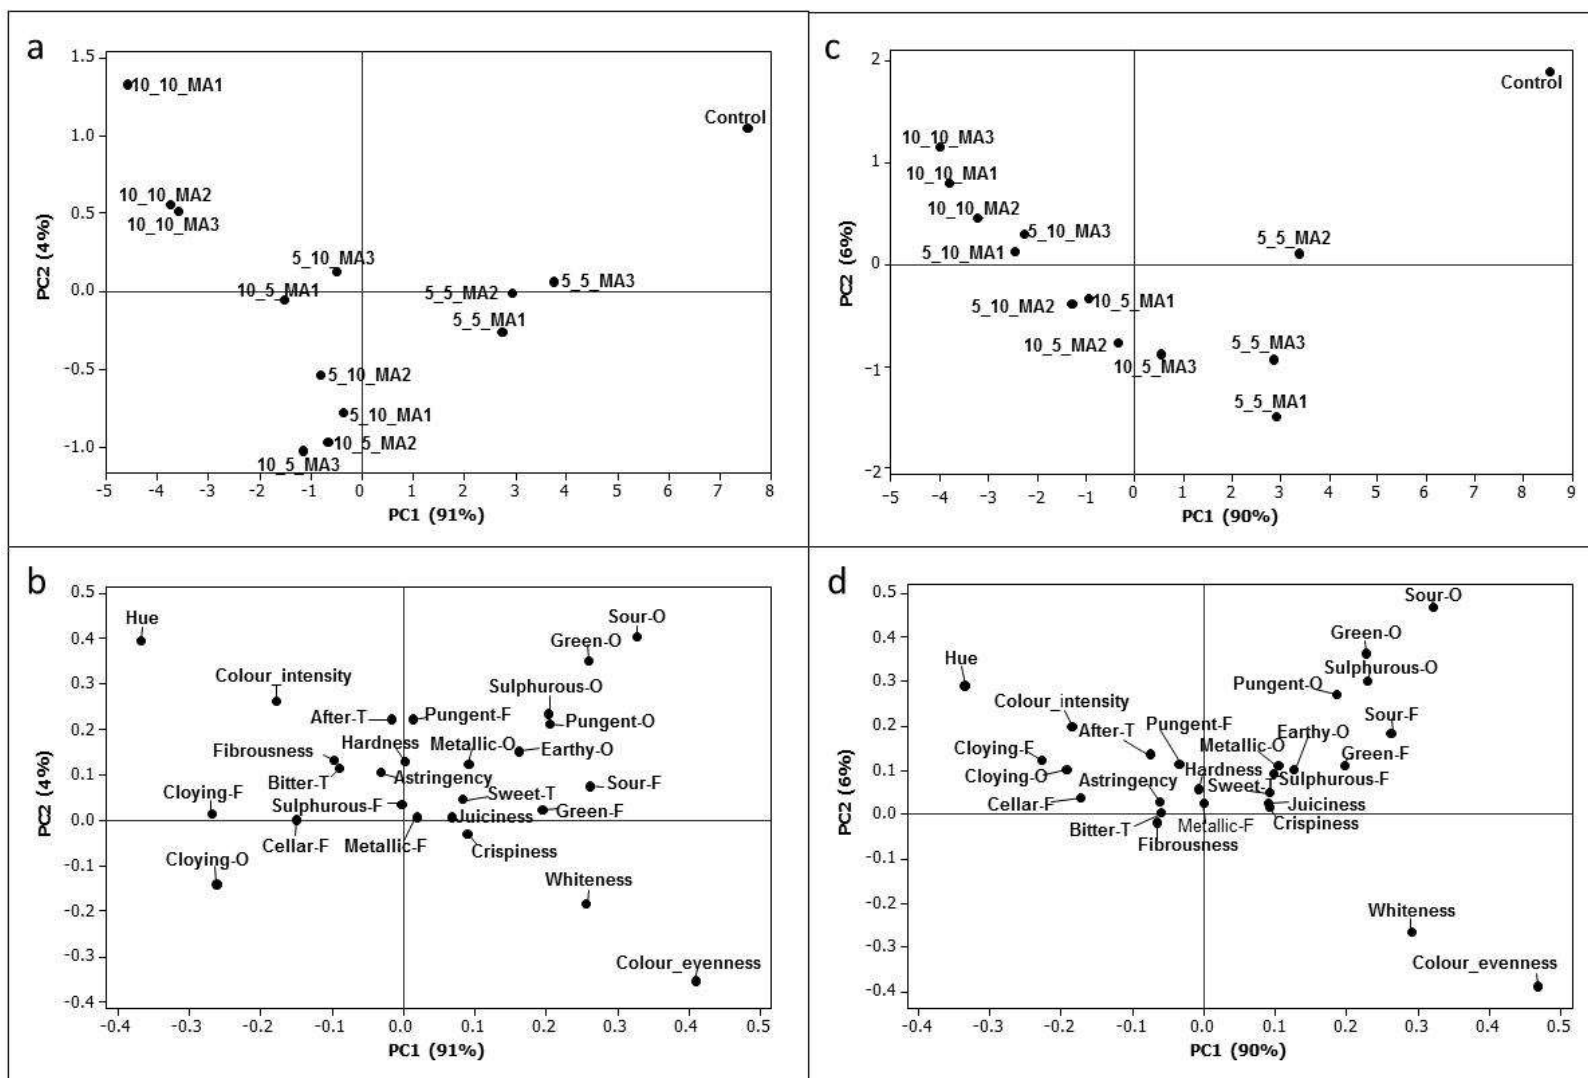 a
1.5
1.0
0.5
0.0
-0.5
-1.0
PC2 (4%)
10_10_MA1
Control
10_10_MA2
10_10_MA3
5_10_MA3
10_5_MA1
5_5_MA2
5_5_MA3
5_5_MA1
5_10_MA2
5_10_MA1
10_5_MA2
10_5_MA3
-5 -4 -3 -2 -1 0 1 2 3 4 5 6 7 8
PC1 (91%)
c
2
1
0
-1
-2
PC2 (6%)
Control
10_10_MA3
10_10_MA1
10_10_MA2
5_10_MA3
5_10_MA1
5_5_MA2
5_10_MA2
10_5_MA1
10_5_MA2
10_5_MA3
5_5_MA3
5_5_MA1
-5 -4 -3 -2 -1 0 1 2 3 4 5 6 7 8 9
PC1 (90%)
b
0.5
0.4
0.3
0.2
0.1
0.0
-0.1
-0.2
-0.3
-0.4
PC2 (4%)
Hue
Sour-O
Green-O
Colour_intensity
Sulphurous-O
After-T
Pungent-F
Pungent-O
Fibrousness
Hardness
Metallic-O
Earthy-O
Bitter-T
Astringency
Cloying-F
Sulphurous-F
Sweet-T
Sour-F
Juiciness
Green-F
Cellar-F
Metallic-F
Crispiness
Cloying-O
Whiteness
Colour_evenness
-0.4 -0.3 -0.2 -0.1 0.0 0.1 0.2 0.3 0.4 0.5
PC1 (91%)
d
0.5
0.4
0.3
0.2
0.1
0.0
-0.1
-0.2
-0.3
-0.4
PC2 (6%)
Sour-O
Green-O
Hue
Sulphurous-O
Pungent-O
Colour_intensity
Sour-F
After-T
Pungent-F
Earthy-O
Cloying-F
Metallic-O
Green-F
Cloying-O
Astringency
Hardness
Sweet-T
Sulphurous-F
Cellar-F
Juiciness
Bitter-T
Metallic-F
Crispiness
Fibrousness
Whiteness
Colour_evenness
-0.4 -0.3 -0.2 -0.1 0.0 0.1 0.2 0.3 0.4 0.5
PC1 (90%)